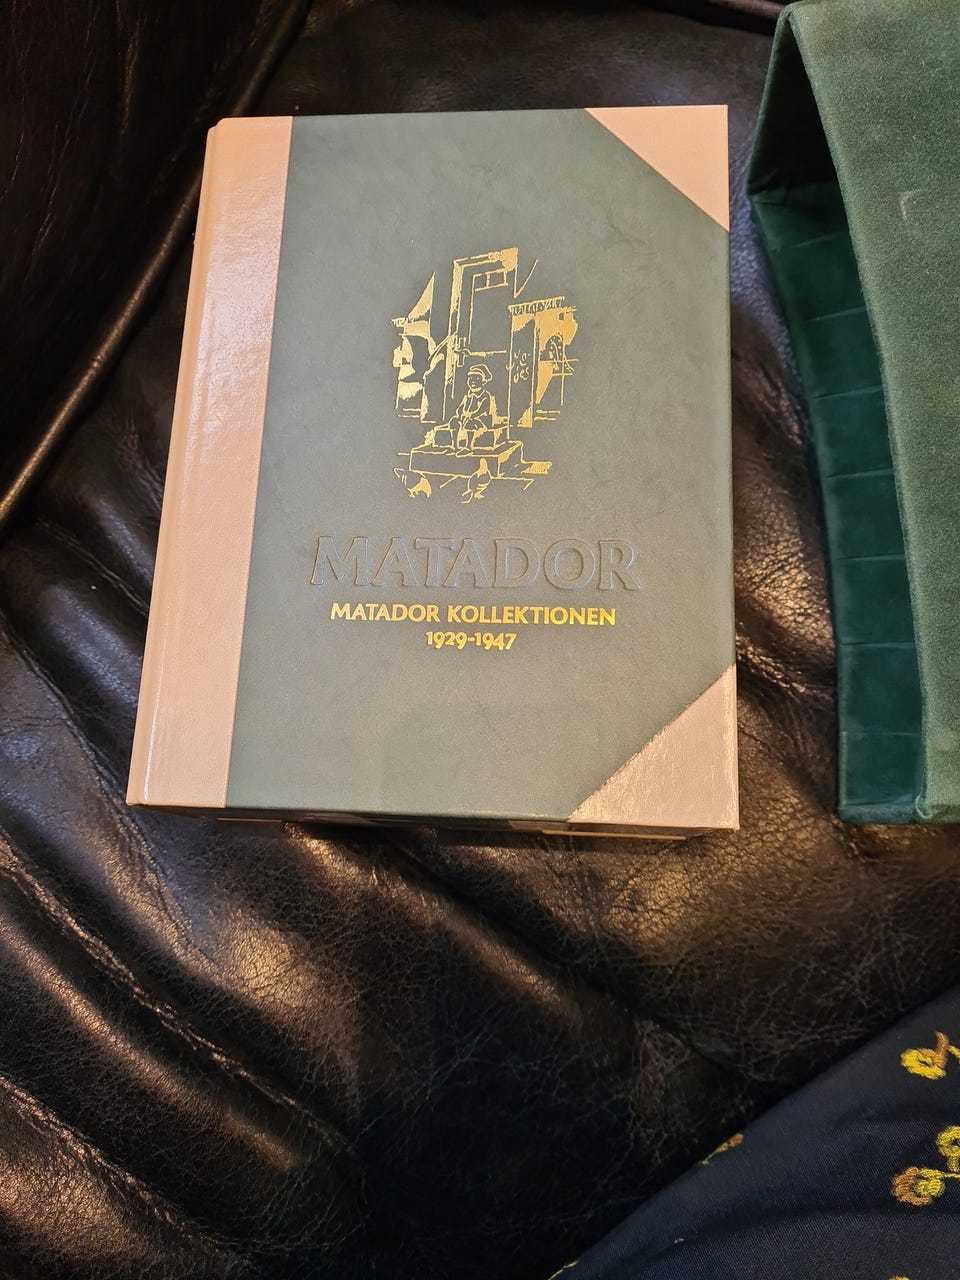 MATADOR
MATADOR KOLLEKTIONEN
1929-1947